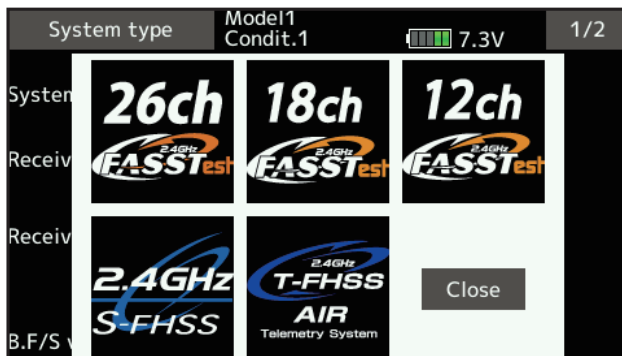 System type
Model1
Condit.1
7.3V
1/2
System
Receiv
Receiv
B.F/S v
26ch
2.4GHz
FASSTest
18ch
2.4GHz
FASSTest
12ch
2.4GHz
FASSTest
2.4GHz
S-FHSS
2.4GHz
T-FHSS
AIR
Telemetry System
Close